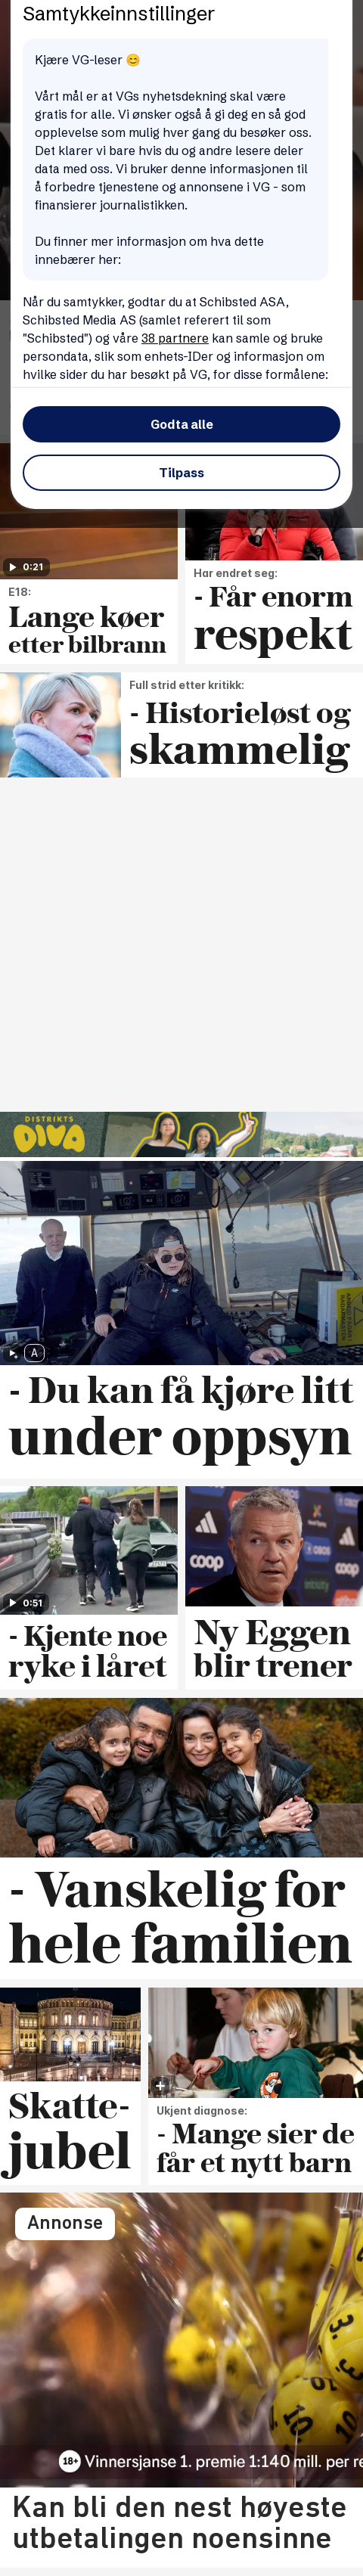 Samtykkeinnstillinger
Kjære VG-leser 😊
Vårt mål er at VGs nyhetsdekning skal være
gratis for alle. Vi ønsker også å gi deg en så god
opplevelse som mulig hver gang du besøker oss.
Det klarer vi bare hvis du og andre lesere deler
data med oss. Vi bruker denne informasjonen til
å forbedre tjenestene og annonsene i VG - som
finansierer journalistikken.
Du finner mer informasjon om hva dette
innebærer her:
Når du samtykker, godtar du at Schibsted ASA,
Schibsted Media AS (samlet referert til som
"Schibsted") og våre 38 partnere kan samle og bruke
persondata, slik som enhets-IDer og informasjon om
hvilke sider du har besøkt på VG, for disse formålene:
Godta alle
Tilpass
0:21
E18:
Lange køer
etter bilbrann
Har endret seg:
- Får enorm
respekt
Full strid etter kritikk:
- Historieløst og
skammelig
DISTRIKTS
DIVA
A
- Du kan få kjøre litt
under oppsyn
0:51
- Kjente noe
ryke i låret
coop
coop
Ny Eggen
blir trener
- Vanskelig for
hele familien
Skatte-
jubel
Ukjent diagnose:
- Mange sier de
får et nytt barn
Annonse
18+ Vinnersjanse 1. premie 1:140 mill. per re
Kan bli den nest høyeste
utbetalingen noensinne